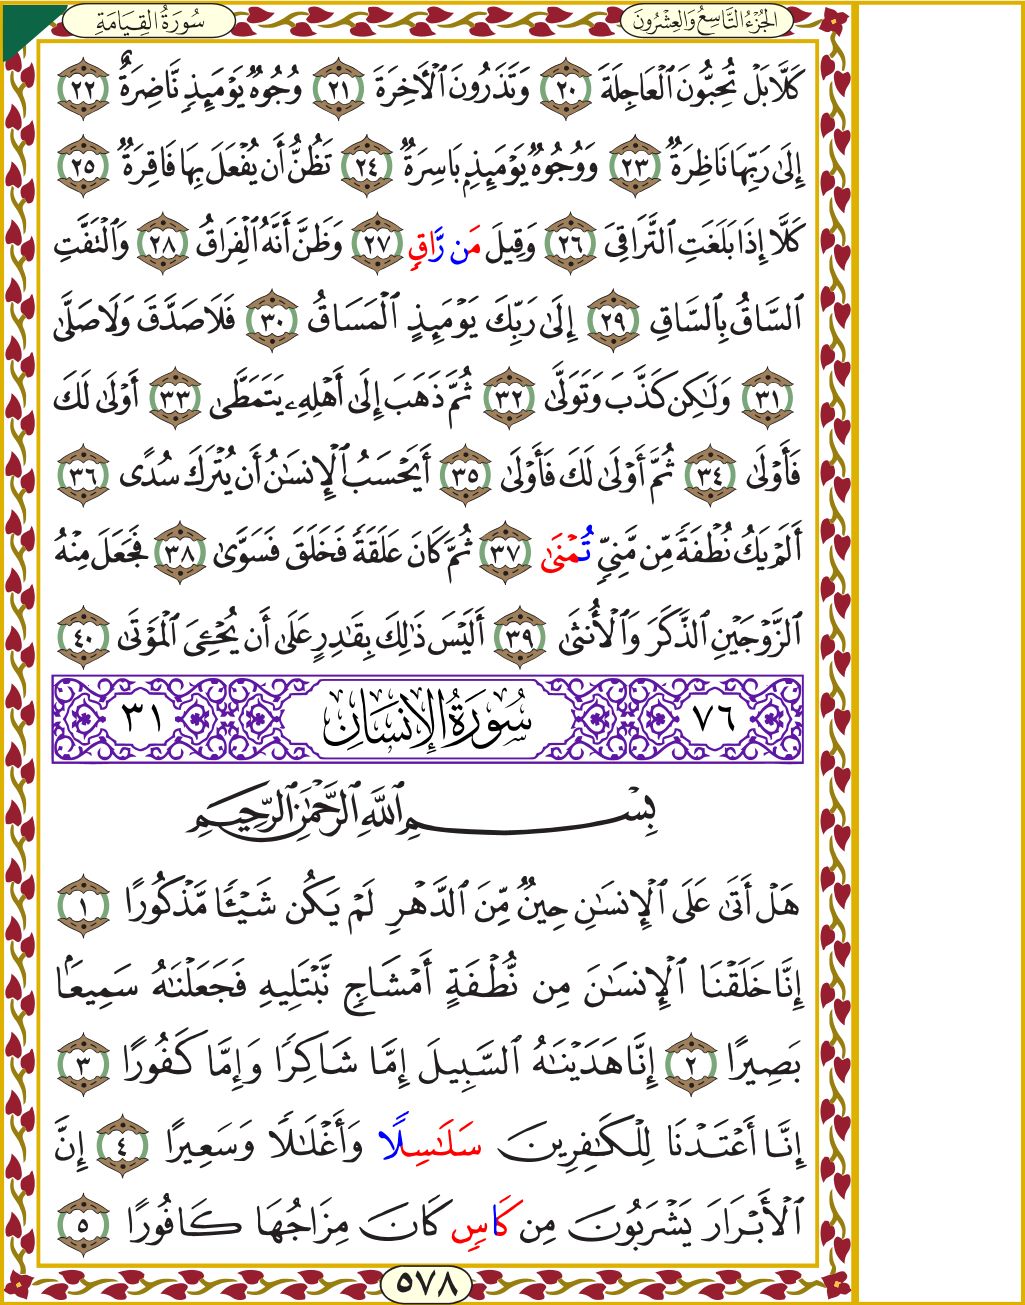 الجُزْءُ التَّاسِعُ وَالعِشْرُونَ سُورَةُ القِيَامَةِ
كَلَّا بَلْ تُحِبُّونَ ٱلْعَاجِلَةَ ٢٠ وَتَذَرُونَ ٱلْأَخِرَةَ ٢١ وُجُوهٌ يَوْمَئِذٍ نَّاضِرَةٌ ٢٢
إِلَىٰ رَبِّهَا نَاظِرَةٌ ٢٣ وَوُجُوهٌ يَوْمَئِذٍ بَاسِرَةٌ ٢٤ تَظُنُّ أَن يُفْعَلَ بِهَا فَاقِرَةٌ ٢٥
كَلَّا إِذَا بَلَغَتِ ٱلتَّرَاقِيَ ٢٦ وَقِيلَ مَن رَّاقٍ ٢٧ وَظَنَّ أَنَّهُ ٱلْفِرَاقُ ٢٨ وَٱلْتَفَّتِ
ٱلسَّاقُ بِٱلسَّاقِ ٢٩ إِلَىٰ رَبِّكَ يَوْمَئِذٍ ٱلْمَسَاقُ ٣٠ فَلَا صَدَّقَ وَلَا صَلَّىٰ
٣١ وَلَٰكِن كَذَّبَ وَتَوَلَّىٰ ٣٢ ثُمَّ ذَهَبَ إِلَىٰ أَهْلِهِۦ يَتَمَطَّىٰ ٣٣ أَوْلَىٰ لَكَ
فَأَوْلَىٰ ٣٤ ثُمَّ أَوْلَىٰ لَكَ فَأَوْلَىٰ ٣٥ أَيَحْسَبُ ٱلْإِنسَٰنُ أَن يُتْرَكَ سُدًى ٣٦
أَلَمْ يَكُ نُطْفَةً مِّن مَّنِيٍّ تُمْنَىٰ ٣٧ ثُمَّ كَانَ عَلَقَةً فَخَلَقَ فَسَوَّىٰ ٣٨ فَجَعَلَ مِنْهُ
ٱلزَّوْجَيْنِ ٱلذَّكَرَ وَٱلْأُنثَىٰ ٣٩ أَلَيْسَ ذَٰلِكَ بِقَٰدِرٍ عَلَىٰ أَن يُحْـِۧيَ ٱلْمَوْتَىٰ ٤٠
٧٦ سُورَةُ الإِنسَانِ ٣١
بِسْمِ ٱللَّهِ ٱلرَّحْمَٰنِ ٱلرَّحِيمِ
هَلْ أَتَىٰ عَلَى ٱلْإِنسَٰنِ حِينٌ مِّنَ ٱلدَّهْرِ لَمْ يَكُن شَيْـًٔا مَّذْكُورًا ١
إِنَّا خَلَقْنَا ٱلْإِنسَٰنَ مِن نُّطْفَةٍ أَمْشَاجٍ نَّبْتَلِيهِ فَجَعَلْنَٰهُ سَمِيعًۢا
بَصِيرًا ٢ إِنَّا هَدَيْنَٰهُ ٱلسَّبِيلَ إِمَّا شَاكِرًا وَإِمَّا كَفُورًا ٣
إِنَّا أَعْتَدْنَا لِلْكَٰفِرِينَ سَلَٰسِلًا وَأَغْلَٰلًا وَسَعِيرًا ٤ إِنَّ
ٱلْأَبْرَارَ يَشْرَبُونَ مِن كَاسٍ كَانَ مِزَاجُهَا كَافُورًا ٥
٥٧٨